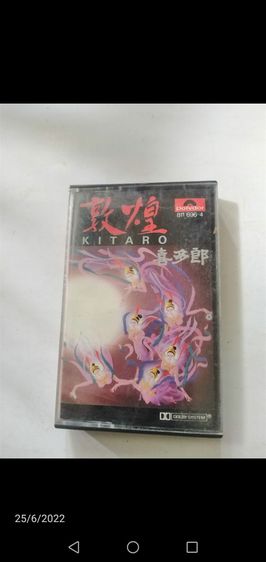 敦煌
polydor
811 696-4
KITARO
喜多郎
DOLBY SYSTEM
25/6/2022